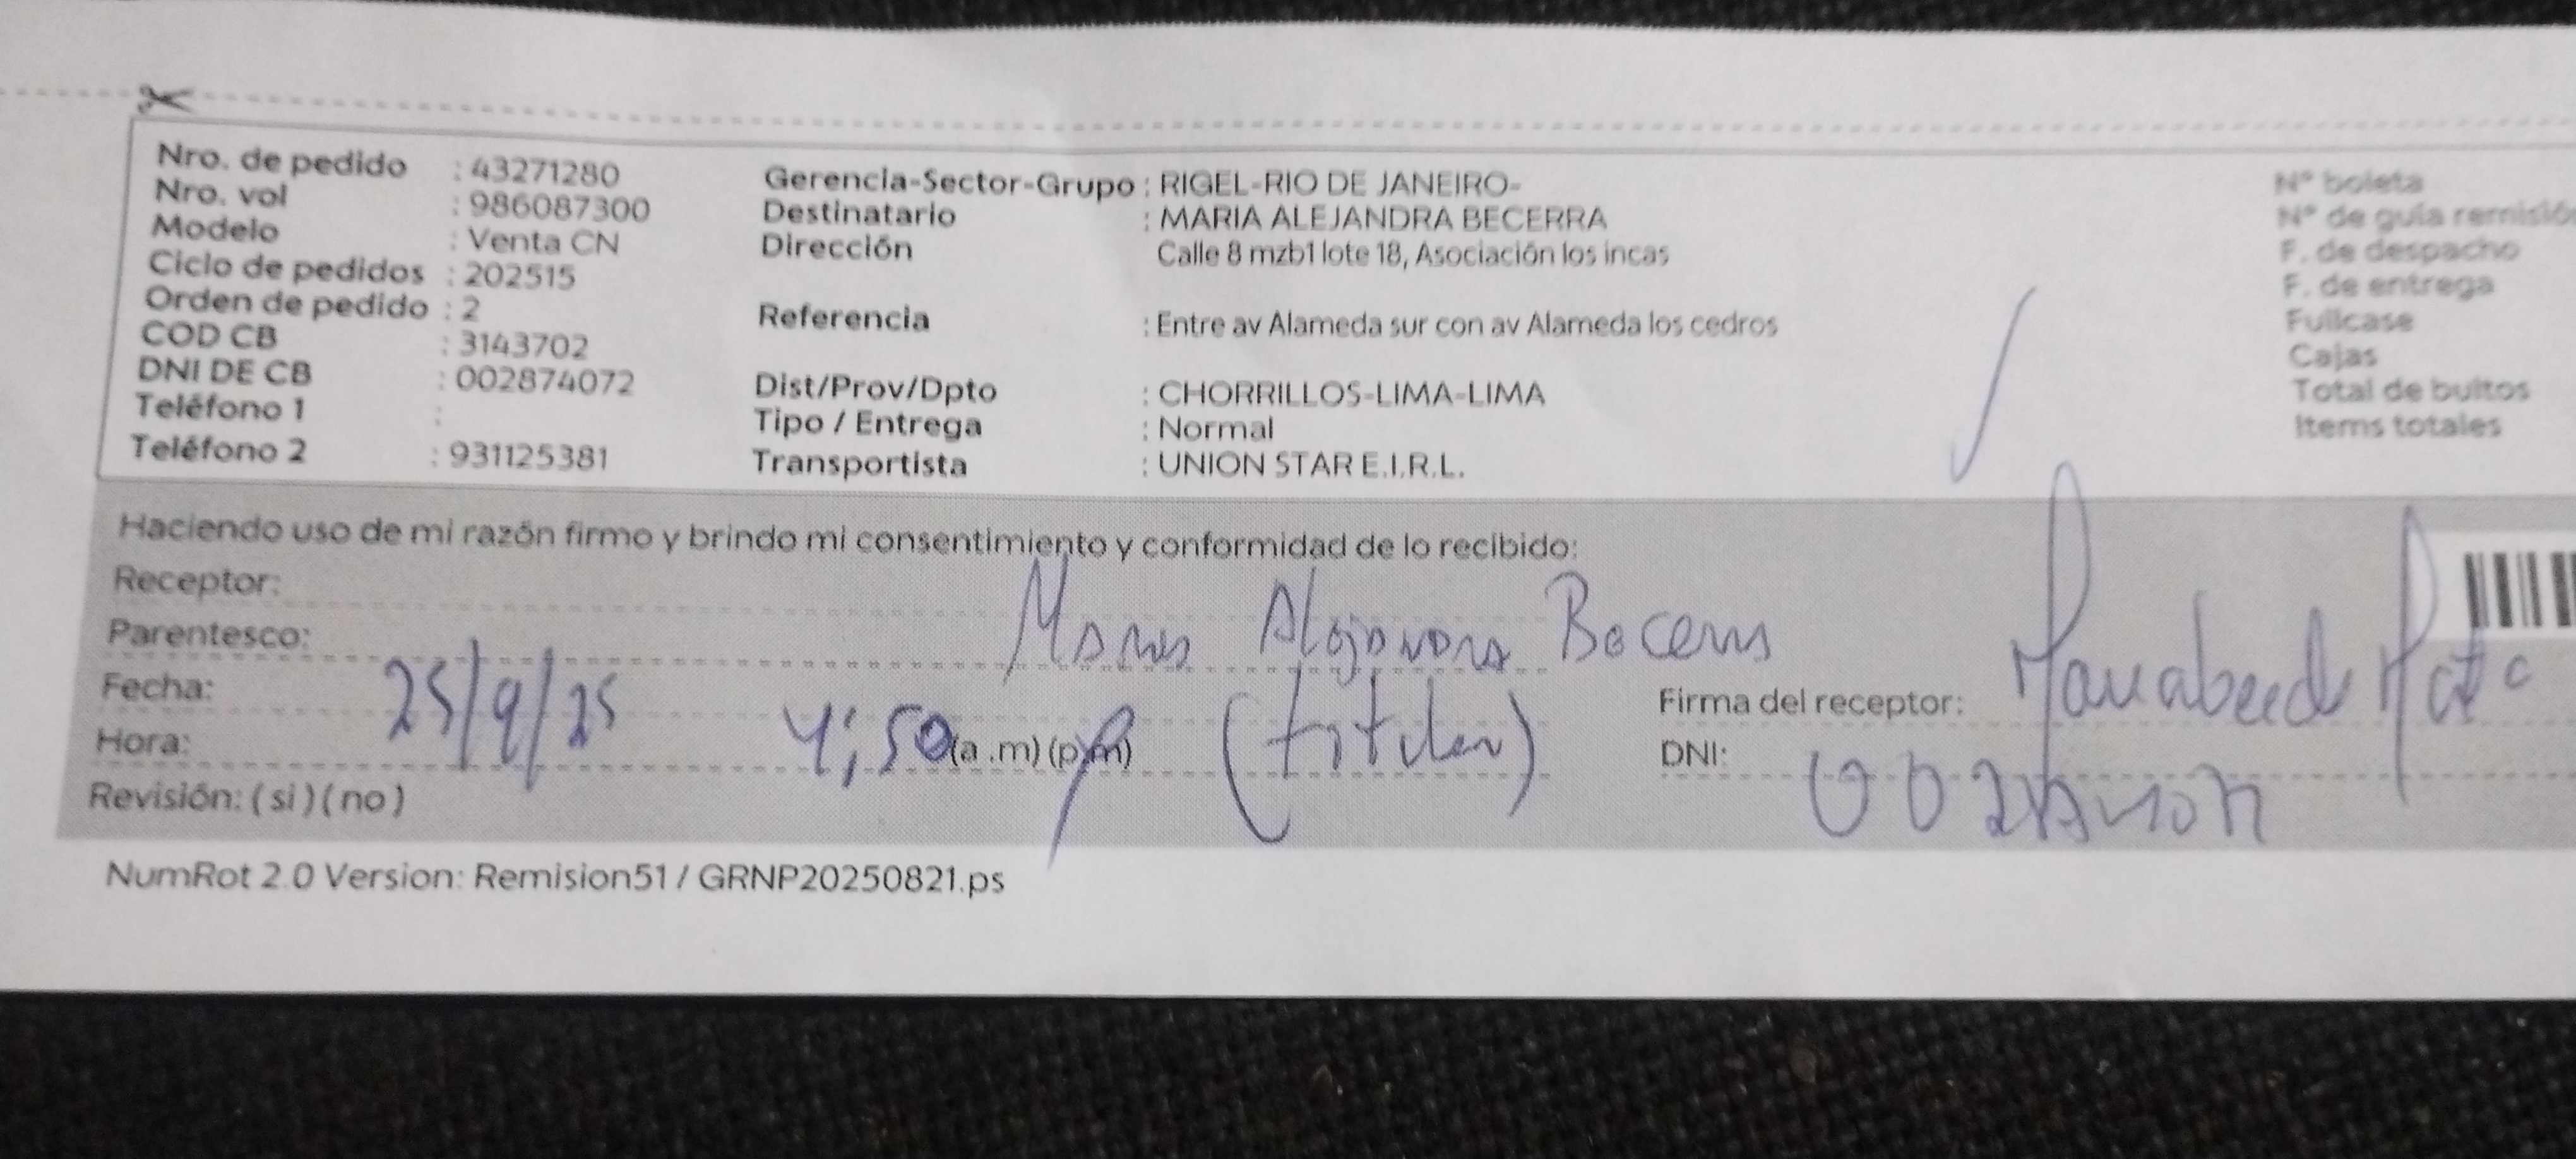 Nro. de pedido : 43271280
Nro. vol : 986087300
Modelo : Venta CN
Ciclo de pedidos : 202515
Orden de pedido : 2
COD CB : 3143702
DNI DE CB : 002874072
Teléfono 1 :
Teléfono 2 : 931125381
Gerencia-Sector-Grupo : RIGEL-RIO DE JANEIRO-
Destinatario : MARIA ALEJANDRA BECERRA
Dirección Calle 8 mzb1 lote 18, Asociación los incas
Referencia : Entre av Alameda sur con av Alameda los cedros
Dist/Prov/Dpto : CHORRILLOS-LIMA-LIMA
Tipo / Entrega : Normal
Transportista : UNION STAR E.I.R.L.
N° boleta
N° de guía remisió
F. de despacho
F. de entrega
Fullcase
Cajas
Total de bultos
Items totales
Haciendo uso de mi razón firmo y brindo mi consentimiento y conformidad de lo recibido:
Receptor:
Parentesco:
Fecha: 25/9/25
Hora: 4:50 (a.m) (p.m) (titular)
Revisión: ( si ) ( no )
Firma del receptor:
DNI:
NumRot 2.0 Version: Remision51 / GRNP20250821.ps